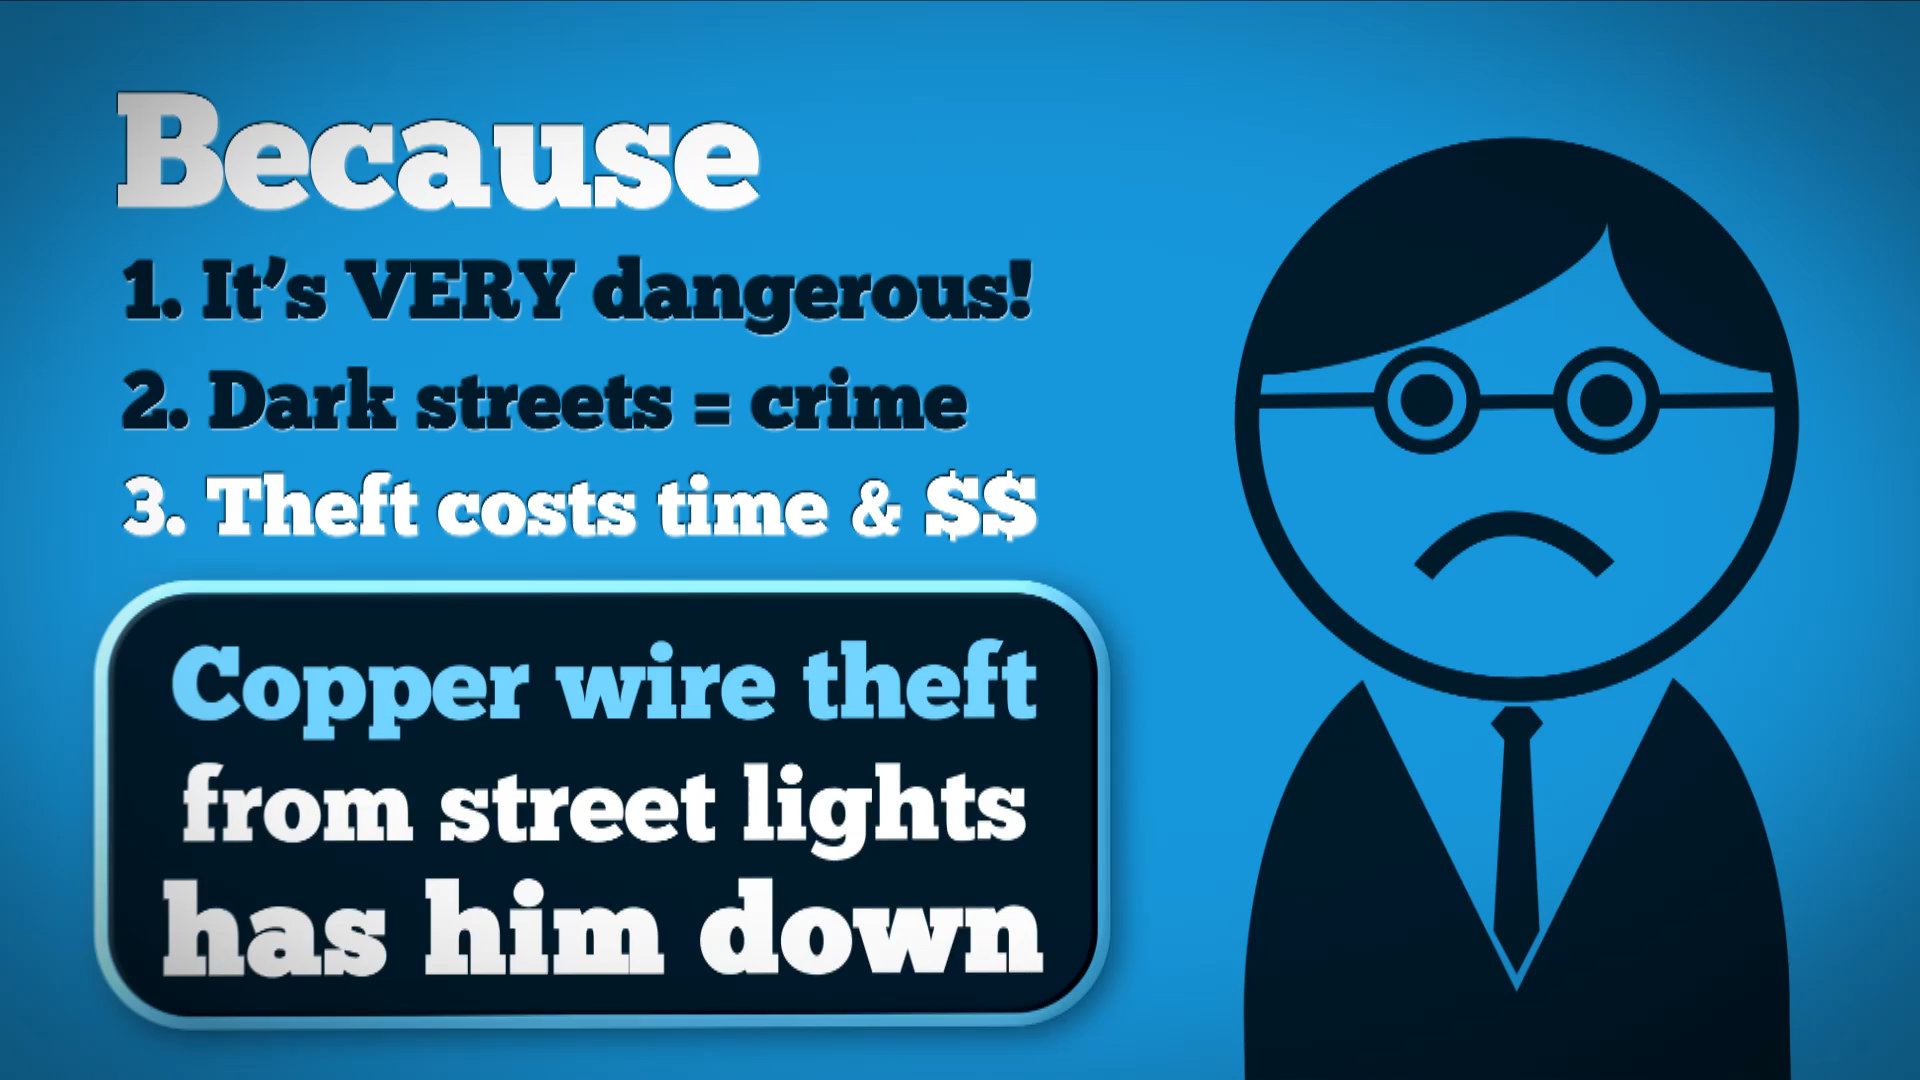 Because
1. It’s VERY dangerous!
2. Dark streets = crime
3. Theft costs time & $$
Copper wire theft
from street lights
has him down